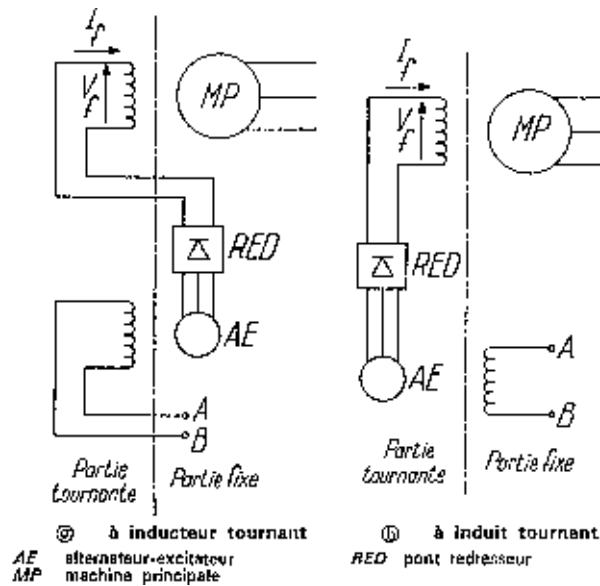 I_f
V_f
MP
RED
AE
A
B
Partie tournante
Partie fixe
I_f
V_f
MP
RED
AE
A
B
Partie tournante
Partie fixe
ⓐ à inducteur tournant
ⓑ à induit tournent
AE alternateur-excitateur
RED pont redresseur
MP machine principale